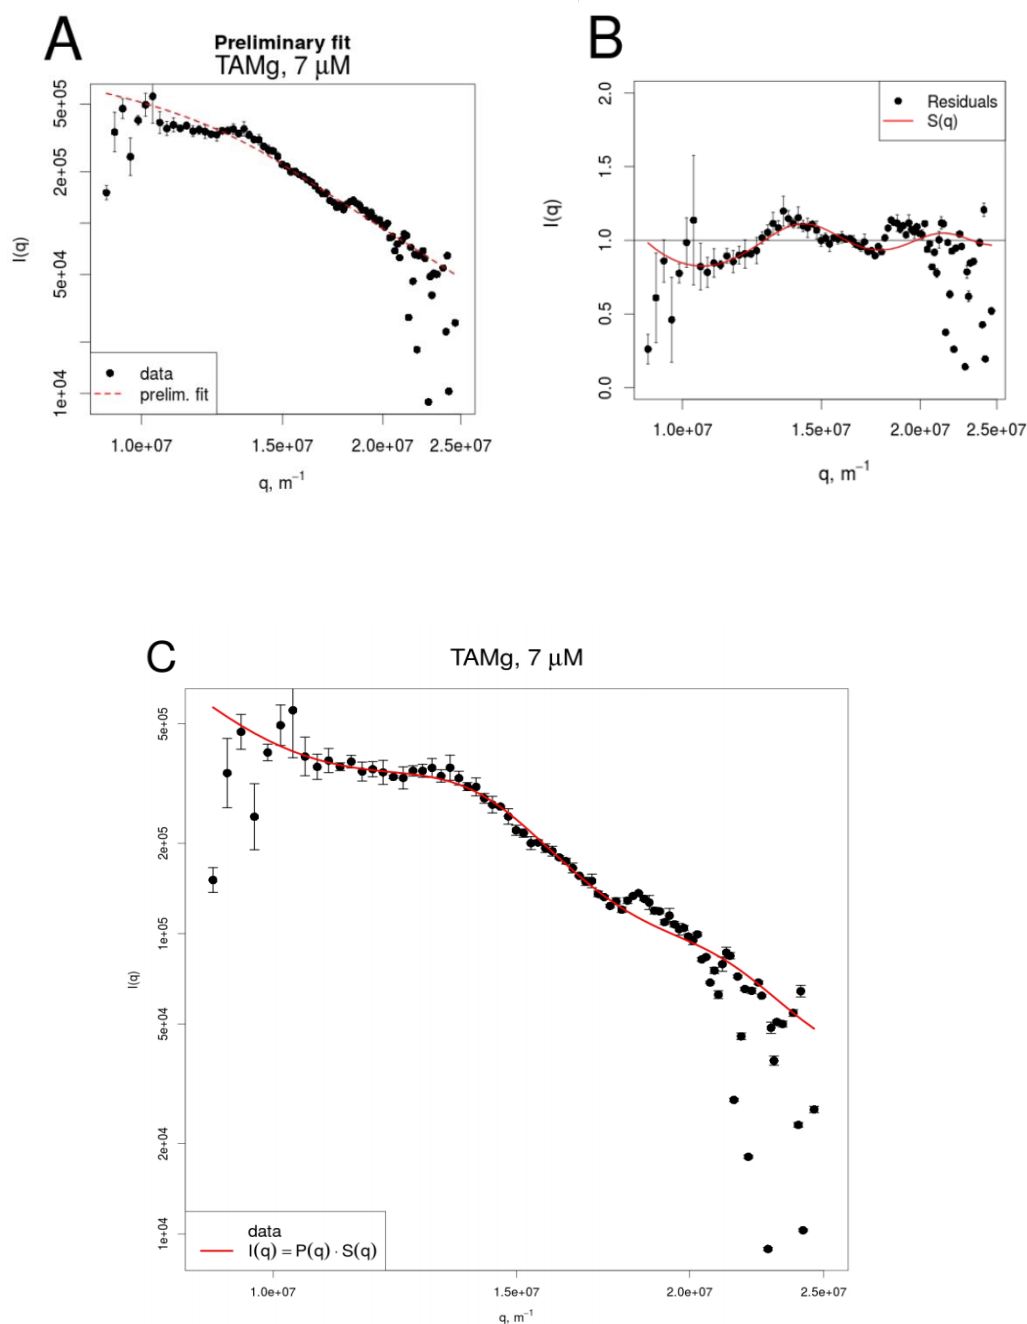 A
Preliminary fit
TAMg, 7 μM
I(q)
5e+05
2e+05
5e+04
1e+04
data
prelim. fit
1.0e+07 1.5e+07 2.0e+07 2.5e+07
q, m⁻¹
B
I(q)
2.0
1.5
1.0
0.5
0.0
Residuals
S(q)
1.0e+07 1.5e+07 2.0e+07 2.5e+07
q, m⁻¹
C
TAMg, 7 μM
I(q)
5e+05
2e+05
1e+05
5e+04
2e+04
1e+04
data
I(q) = P(q) · S(q)
1.0e+07 1.5e+07 2.0e+07 2.5e+07
q, m⁻¹